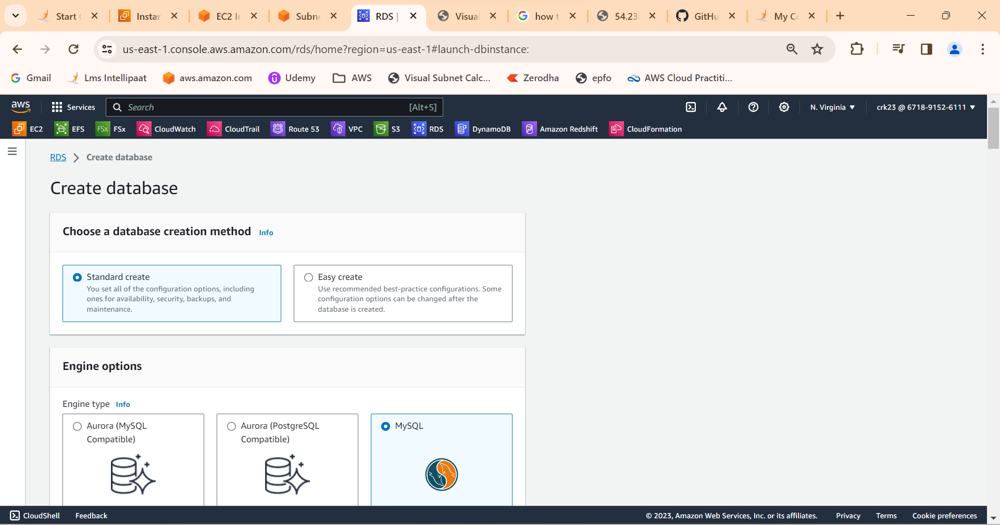 Start (
Instar
EC2 Ir
Subne
RDS |
Visual
how t
54.23
GitHu
My Co
us-east-1.console.aws.amazon.com/rds/home?region=us-east-1#launch-dbinstance:
Gmail
Lms Intellipaat
aws.amazon.com
Udemy
AWS
Visual Subnet Calc...
Zerodha
epfo
AWS Cloud Practiti...
aws
Services
Search
[Alt+S]
N. Virginia
crk23 @ 6718-9152-6111
EC2
EFS
FSx
FSx
CloudWatch
CloudTrail
Route 53
VPC
S3
RDS
DynamoDB
Amazon Redshift
CloudFormation
RDS
Create database
Create database
Choose a database creation method Info
Standard create
You set all of the configuration options, including
ones for availability, security, backups, and
maintenance.
Easy create
Use recommended best-practice configurations. Some
configuration options can be changed after the
database is created.
Engine options
Engine type Info
Aurora (MySQL
Compatible)
Aurora (PostgreSQL
Compatible)
MySQL
CloudShell
Feedback
© 2023, Amazon Web Services, Inc. or its affiliates.
Privacy
Terms
Cookie preferences